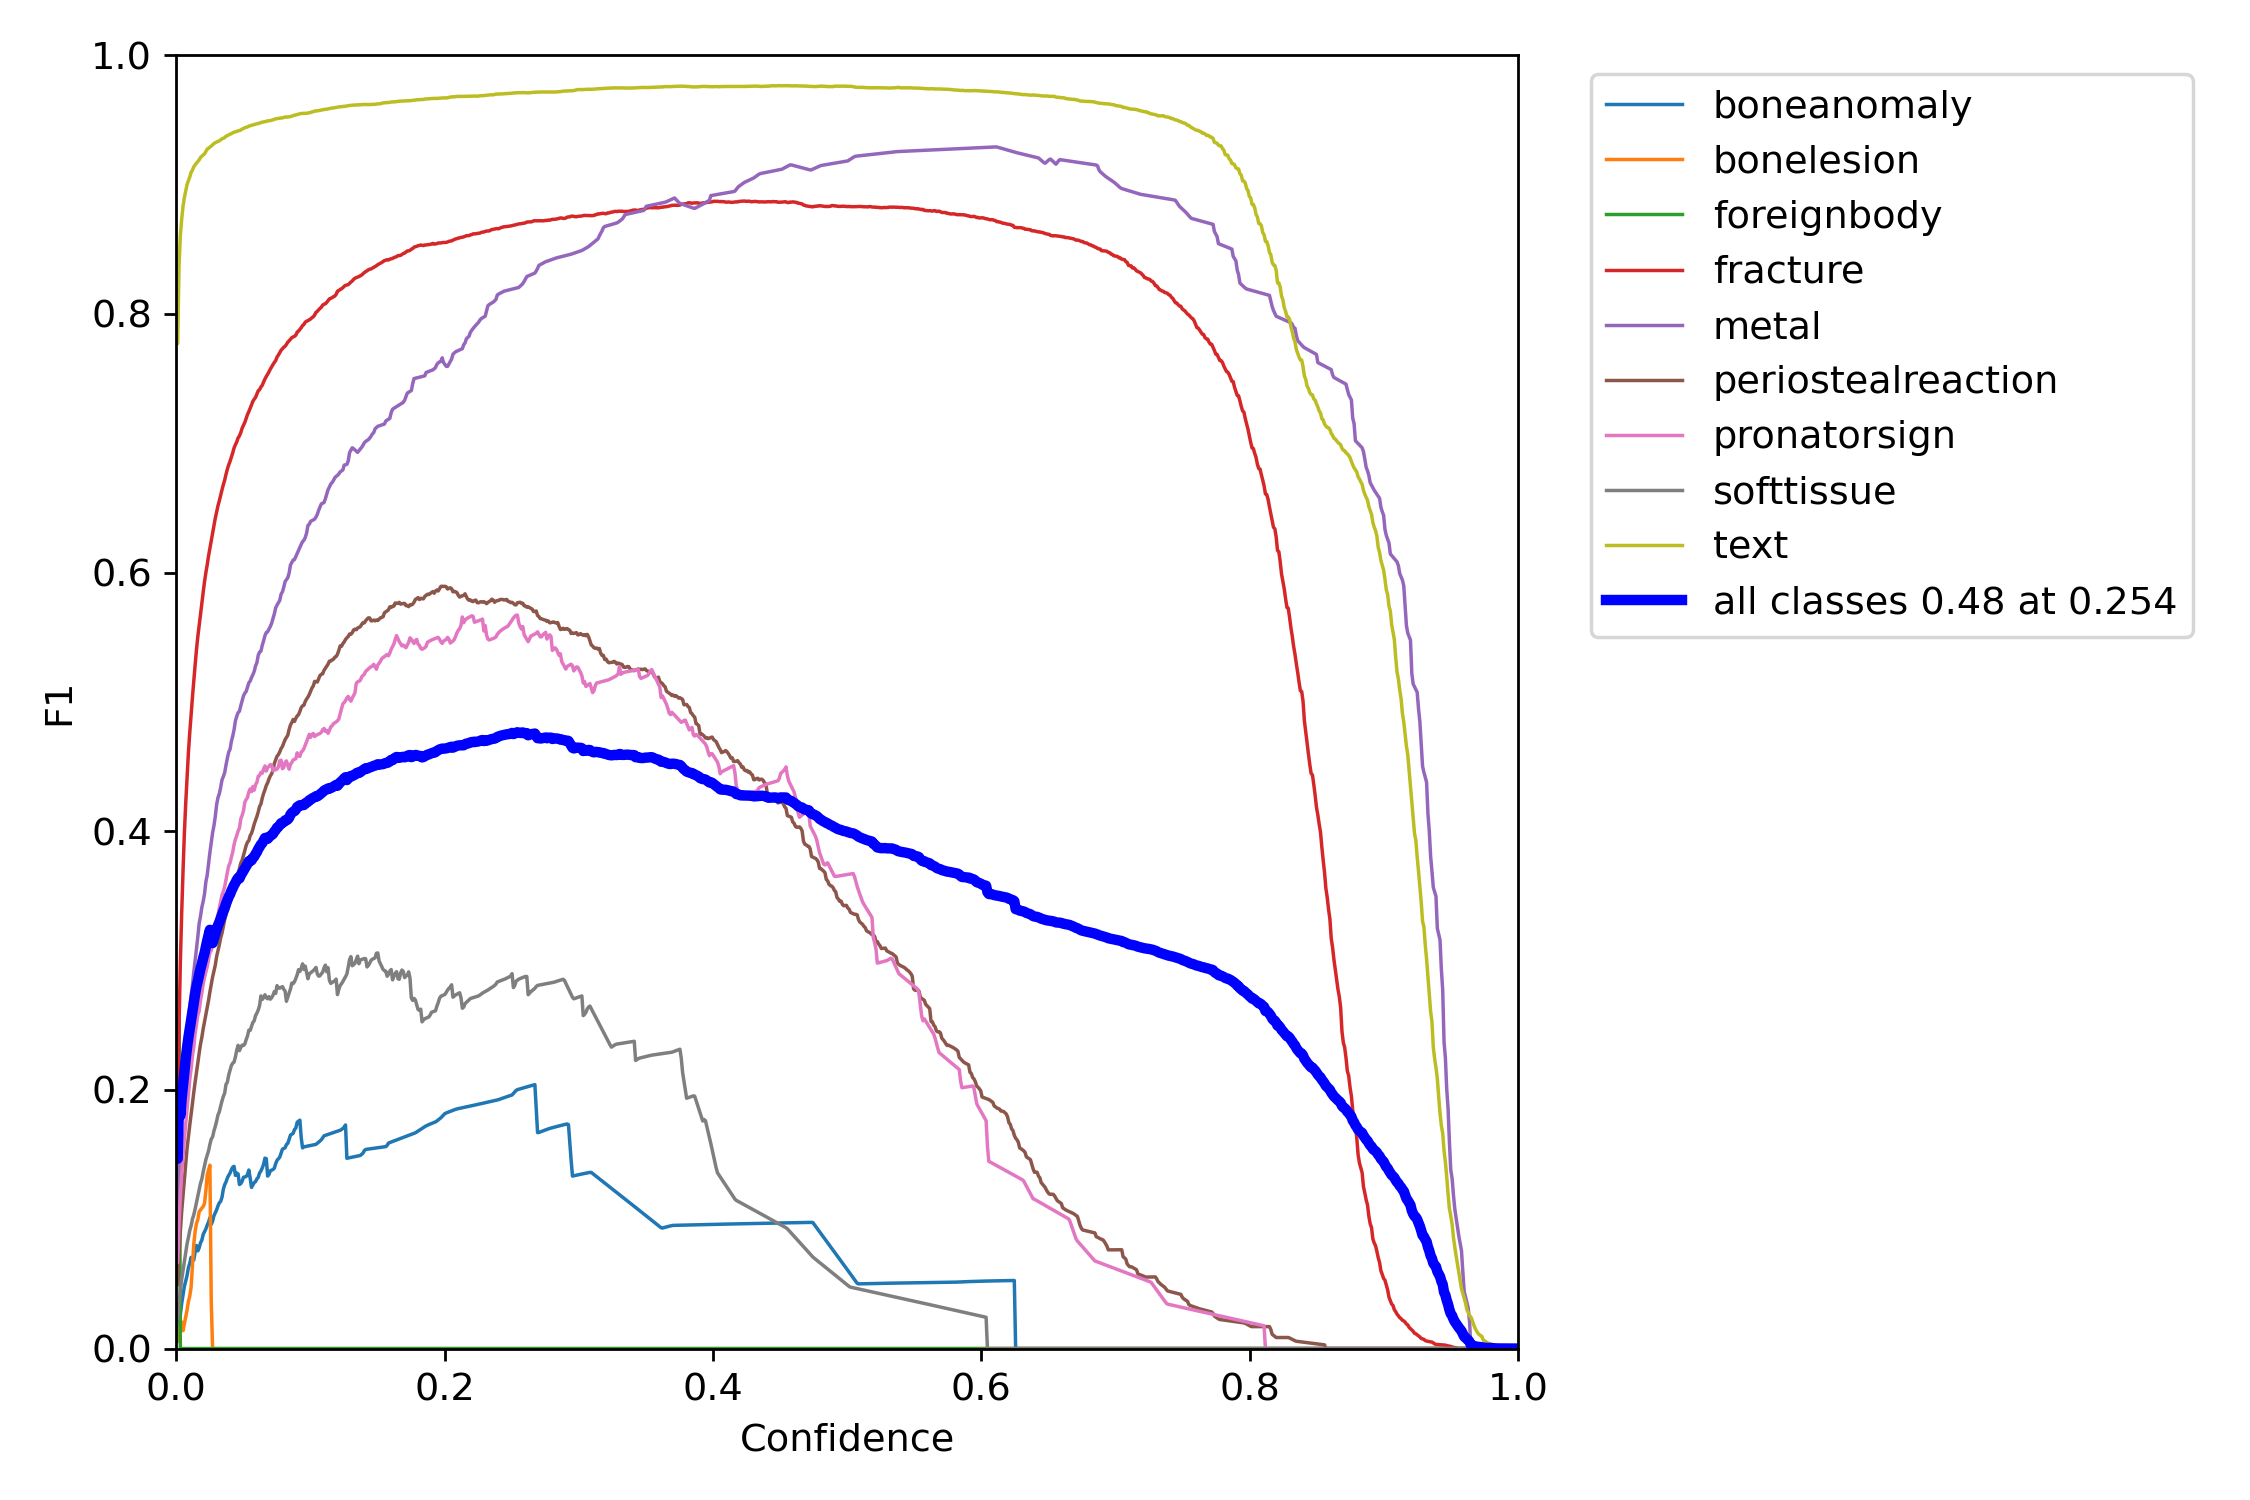 1.0
0.8
0.6
0.4
0.2
0.0
0.0 0.2 0.4 0.6 0.8 1.0
F1
Confidence
boneanomaly
bonelesion
foreignbody
fracture
metal
periostealreaction
pronatorsign
softtissue
text
all classes 0.48 at 0.254